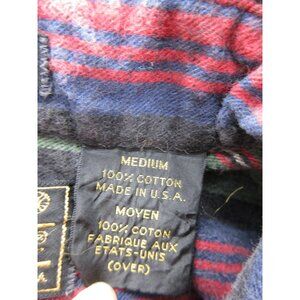 MEDIUM
100% COTTON
MADE IN U.S.A.
MOYEN
100% COTON
FABRIQUE AUX
ETATS-UNIS
(OVER)